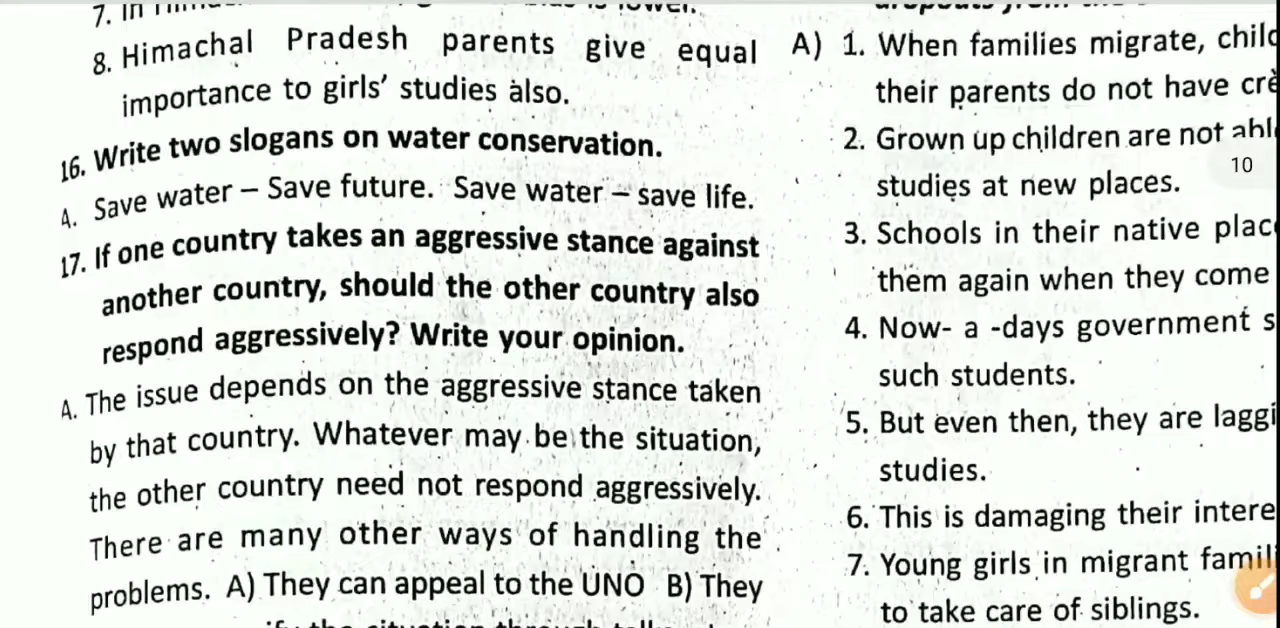 7. In
8. Himachal Pradesh parents give equal
importance to girls' studies also.
16. Write two slogans on water conservation.
A. Save water – Save future. Save water – save life.
17. If one country takes an aggressive stance against
another country, should the other country also
respond aggressively? Write your opinion.
A. The issue depends on the aggressive stance taken
by that country. Whatever may be the situation,
the other country need not respond aggressively.
There are many other ways of handling the
problems. A) They can appeal to the UNO B) They
A) 1. When families migrate,
their parents do not have
2. Grown up children are not
studies at new places.
3. Schools in their native
them again when they come
4. Now- a -days government
such students.
5. But even then, they are
studies.
6. This is damaging their
7. Young girls in migrant
to take care of siblings.
10